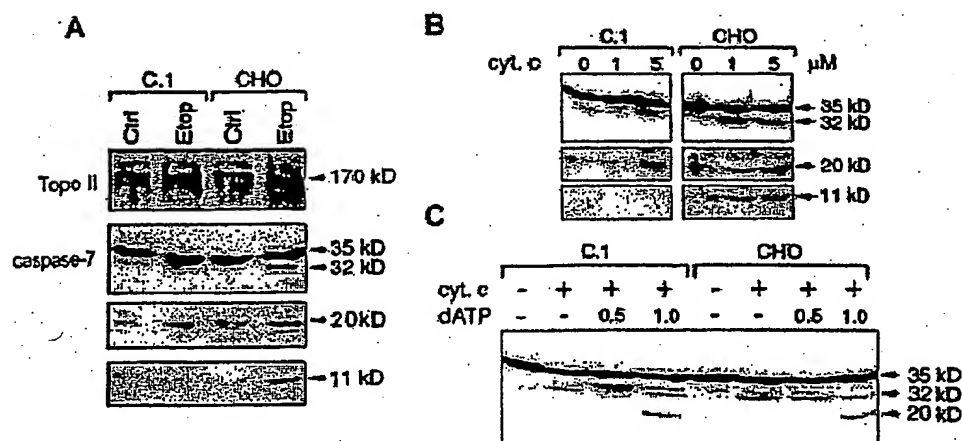 A
C.1 CHO
Ctrl Etop Ctrl Etop
Topo II 170 kD
caspase-7 35 kD
32 kD
20kD
11 kD
B
C.1 CHO
cyt. c 0 1 5 0 1 5 µM
35 kD
32 kD
20 kD
11 kD
C
C.1 CHO
cyt. c - + + + - + + +
dATP - - 0.5 1.0 - - 0.5 1.0
35 kD
32 kD
20 kD